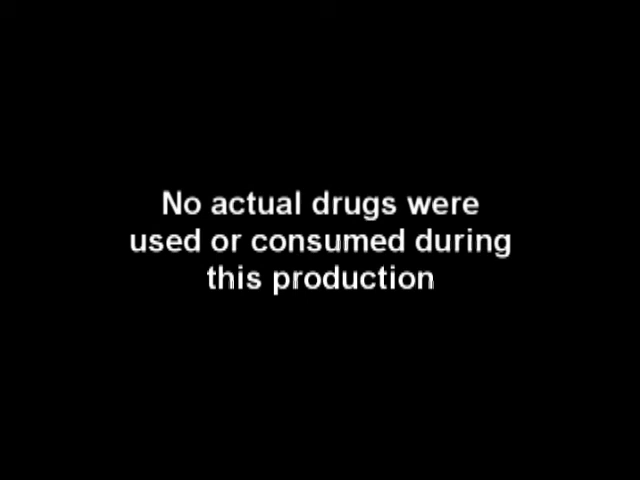 No actual drugs were
used or consumed during
this production